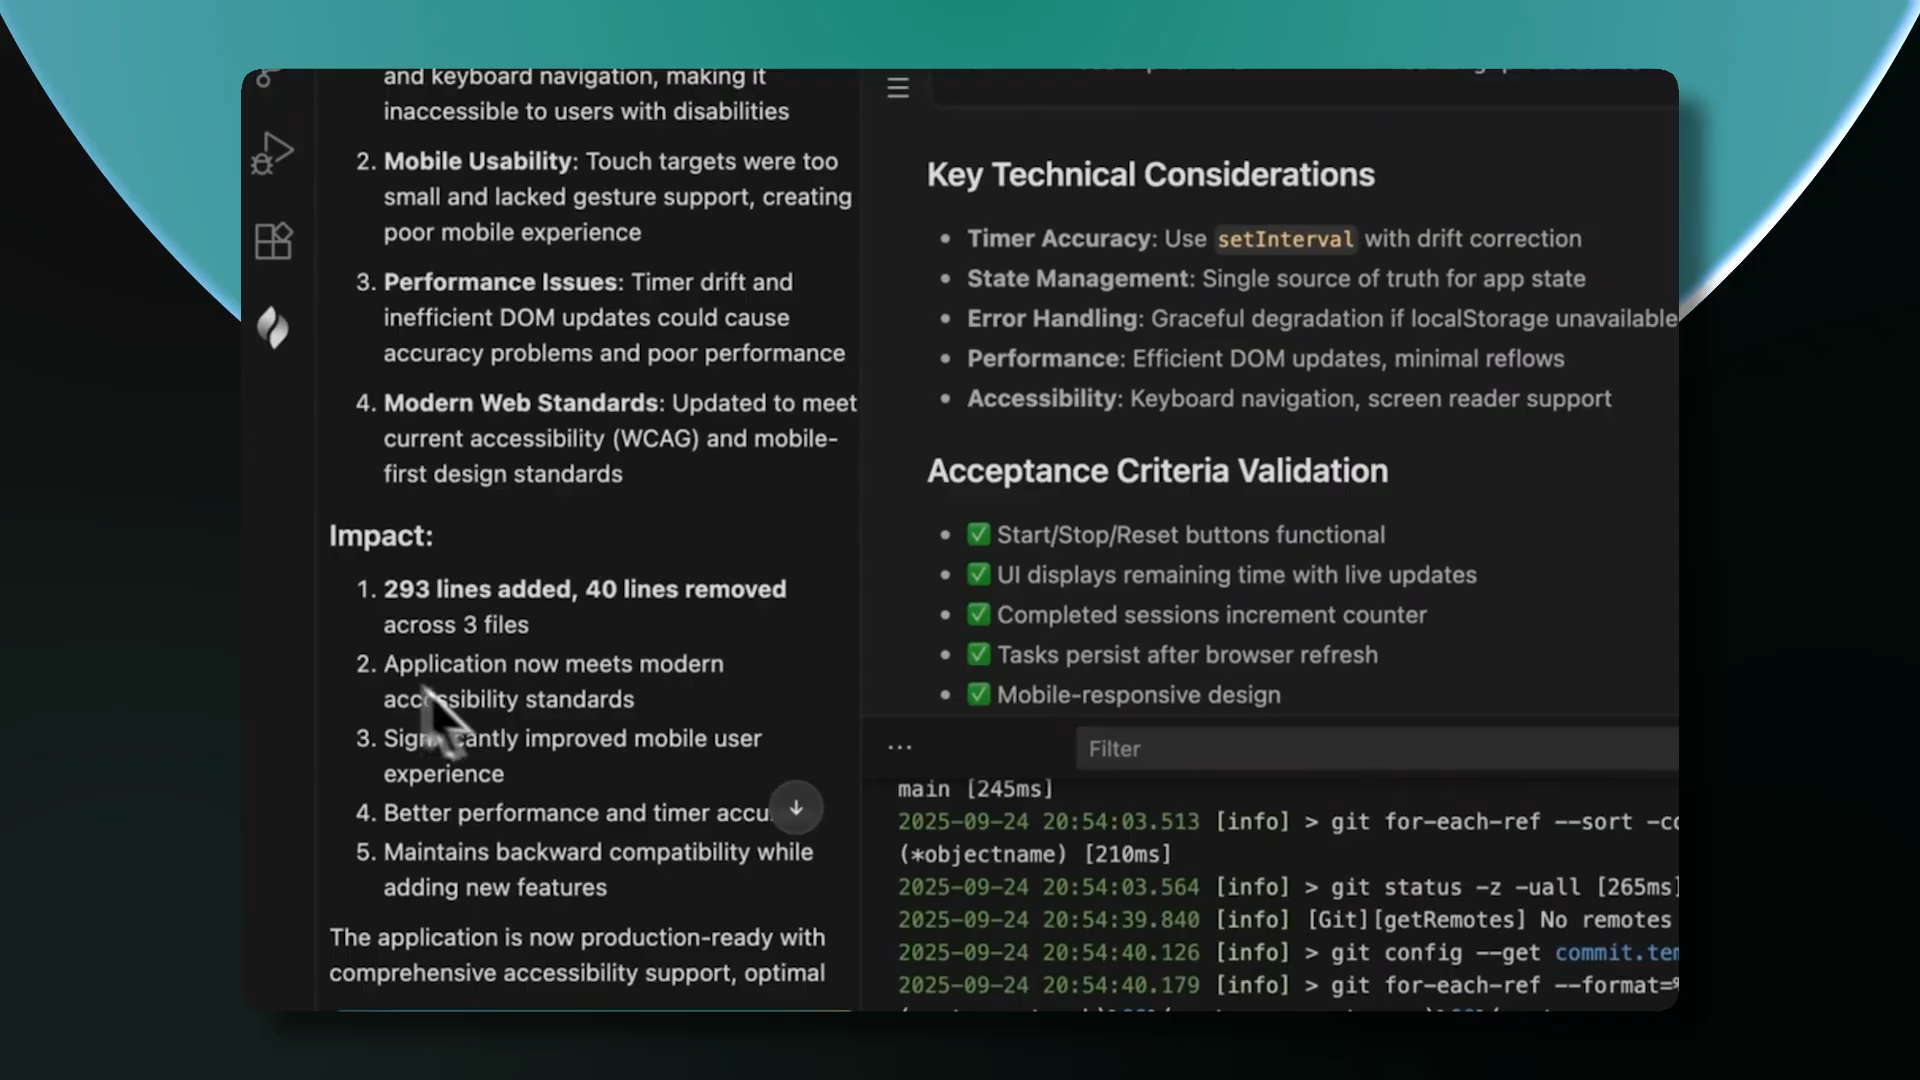 and keyboard navigation, making it
inaccessible to users with disabilities
2. Mobile Usability: Touch targets were too
small and lacked gesture support, creating
poor mobile experience
3. Performance Issues: Timer drift and
inefficient DOM updates could cause
accuracy problems and poor performance
4. Modern Web Standards: Updated to meet
current accessibility (WCAG) and mobile-
first design standards
Impact:
1. 293 lines added, 40 lines removed
across 3 files
2. Application now meets modern
accessibility standards
3. Significantly improved mobile user
experience
4. Better performance and timer accu
5. Maintains backward compatibility while
adding new features
The application is now production-ready with
comprehensive accessibility support, optimal
Key Technical Considerations
• Timer Accuracy: Use setInterval with drift correction
• State Management: Single source of truth for app state
• Error Handling: Graceful degradation if localStorage unavailable
• Performance: Efficient DOM updates, minimal reflows
• Accessibility: Keyboard navigation, screen reader support
Acceptance Criteria Validation
• ✅ Start/Stop/Reset buttons functional
• ✅ UI displays remaining time with live updates
• ✅ Completed sessions increment counter
• ✅ Tasks persist after browser refresh
• ✅ Mobile-responsive design
Filter
main [245ms]
2025-09-24 20:54:03.513 [info] > git for-each-ref --sort -co
(*objectname) [210ms]
2025-09-24 20:54:03.564 [info] > git status -z -uall [265ms]
2025-09-24 20:54:39.840 [info] [Git][getRemotes] No remotes
2025-09-24 20:54:40.126 [info] > git config --get commit.tem
2025-09-24 20:54:40.179 [info] > git for-each-ref --format=%